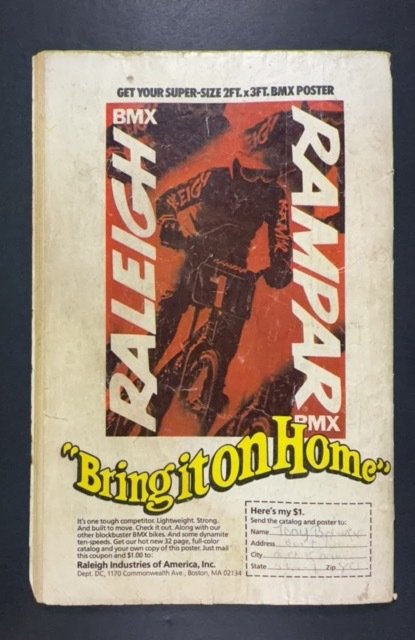 GET YOUR SUPER-SIZE 2FT. x 3FT. BMX POSTER
BMX
RALEIGH
RAMPAR
BMX
"Bring it on Home"
It's one tough competitor. Lightweight. Strong.
And built to move. Check it out. Along with our
other blockbuster BMX bikes. And some dynamite
ten-speeds. Get our hot new 32 page, full-color
catalog and your own copy of this poster. Just mail
this coupon and $1.00 to:
Raleigh Industries of America, Inc.
Dept. DC, 1170 Commonwealth Ave., Boston, MA 02134
Here's my $1.
Send the catalog and poster to:
Name Tony
Address
City
State Zip